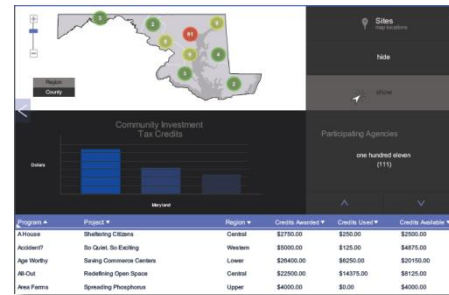 Sites
map locations
hide
show
Region
County
Community Investment
Tax Credits
Dollars
Maryland
Participating Agencies
one hundred eleven
(111)
Program ▲ Project ▼ Region ▼ Credits Awarded ▼ Credits Used ▼ Credits Available ▼
A House Sheltering Citizens Central $2750.00 $250.00 $2500.00
Accident? So Quiet, So Exciting Western $5000.00 $125.00 $4875.00
Age Worthy Saving Commerce Centers Lower $26400.00 $6250.00 $20150.00
All-Out Redefining Open Space Central $22500.00 $14375.00 $8125.00
Area Farms Spreading Phosphorus Upper $4000.00 $0.00 $4000.00